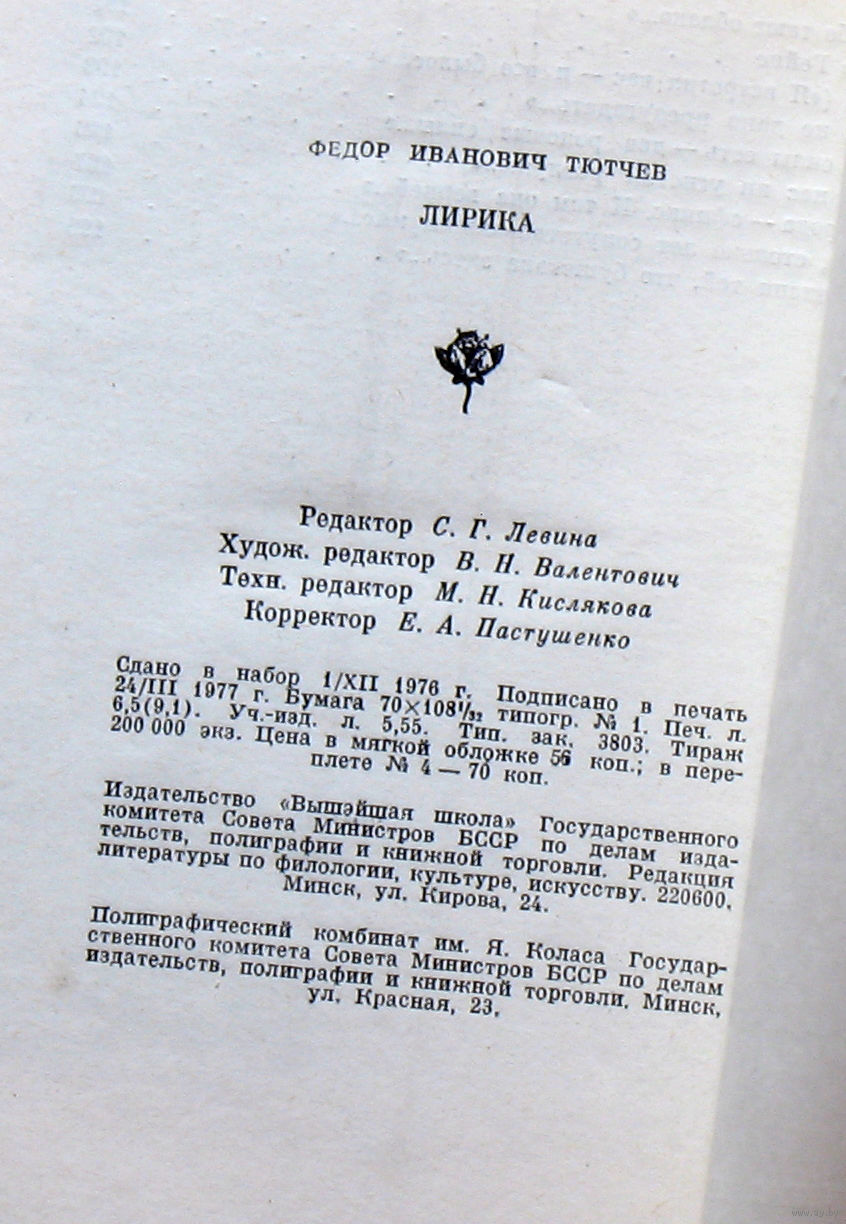 ФЕДОР ИВАНОВИЧ ТЮТЧЕВ
ЛИРИКА
Редактор С. Г. Левина
Худож. редактор В. Н. Валентович
Техн. редактор М. Н. Кислякова
Корректор Е. А. Пастушенко
Сдано в набор 1/XII 1976 г. Подписано в печать
24/III 1977 г. Бумага 70×108 1/32 типогр. № 1. Печ. л.
6,5(9,1). Уч.-изд. л. 5,55. Тип. зак. 3803. Тираж
200 000 экз. Цена в мягкой обложке 56 коп.; в пере-
плете № 4 — 70 коп.
Издательство «Вышэйшая школа» Государственного
комитета Совета Министров БССР по делам изда-
тельств, полиграфии и книжной торговли. Редакция
литературы по филологии, культуре, искусству. 220600,
Минск, ул. Кирова, 24.
Полиграфический комбинат им. Я. Коласа Государ-
ственного комитета Совета Министров БССР по делам
издательств, полиграфии и книжной торговли. Минск,
ул. Красная, 23.
www.ay.by